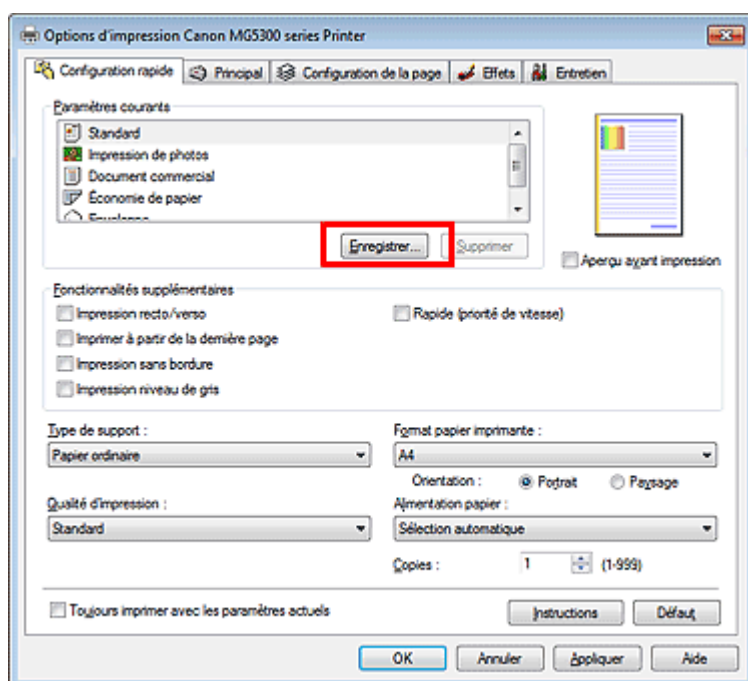 Options d'impression Canon MG5300 series Printer
Configuration rapide Principal Configuration de la page Effets Entretien
Paramètres courants
Standard
Impression de photos
Document commercial
Économie de papier
Enregistrer... Supprimer
Aperçu avant impression
Fonctionnalités supplémentaires
Impression recto/verso Rapide (priorité de vitesse)
Imprimer à partir de la dernière page
Impression sans bordure
Impression niveau de gris
Type de support : Format papier imprimante :
Papier ordinaire A4
Orientation : Portrait Paysage
Qualité d'impression : Alimentation papier :
Standard Sélection automatique
Copies : 1 (1-999)
Toujours imprimer avec les paramètres actuels Instructions Défaut
OK Annuler Appliquer Aide